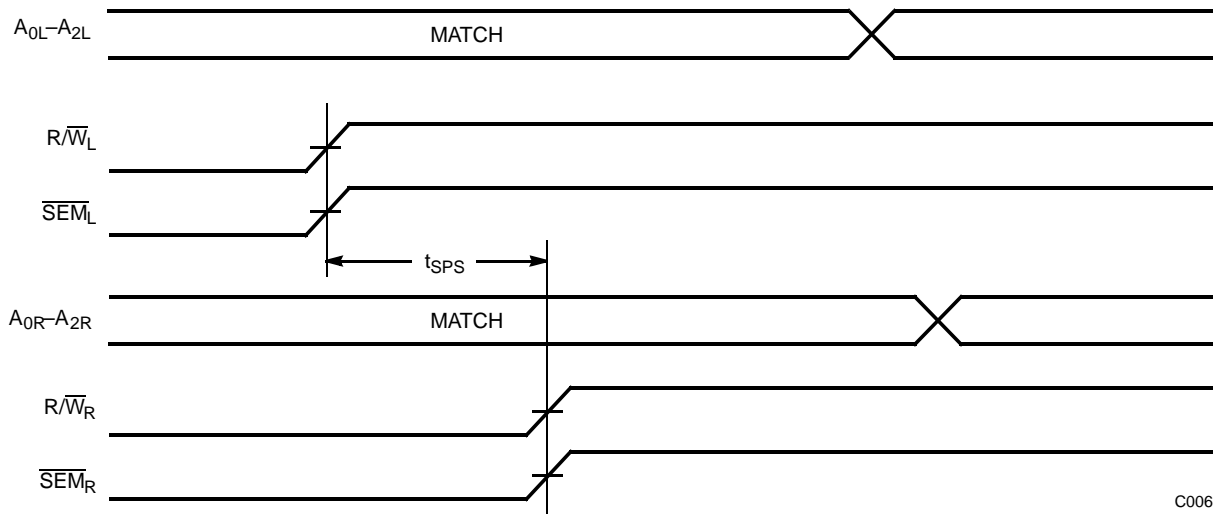 A₀L–A₂L
MATCH
R/W̅L
S̅E̅M̅L
tSPS
A₀R–A₂R
MATCH
R/W̅R
S̅E̅M̅R
C006